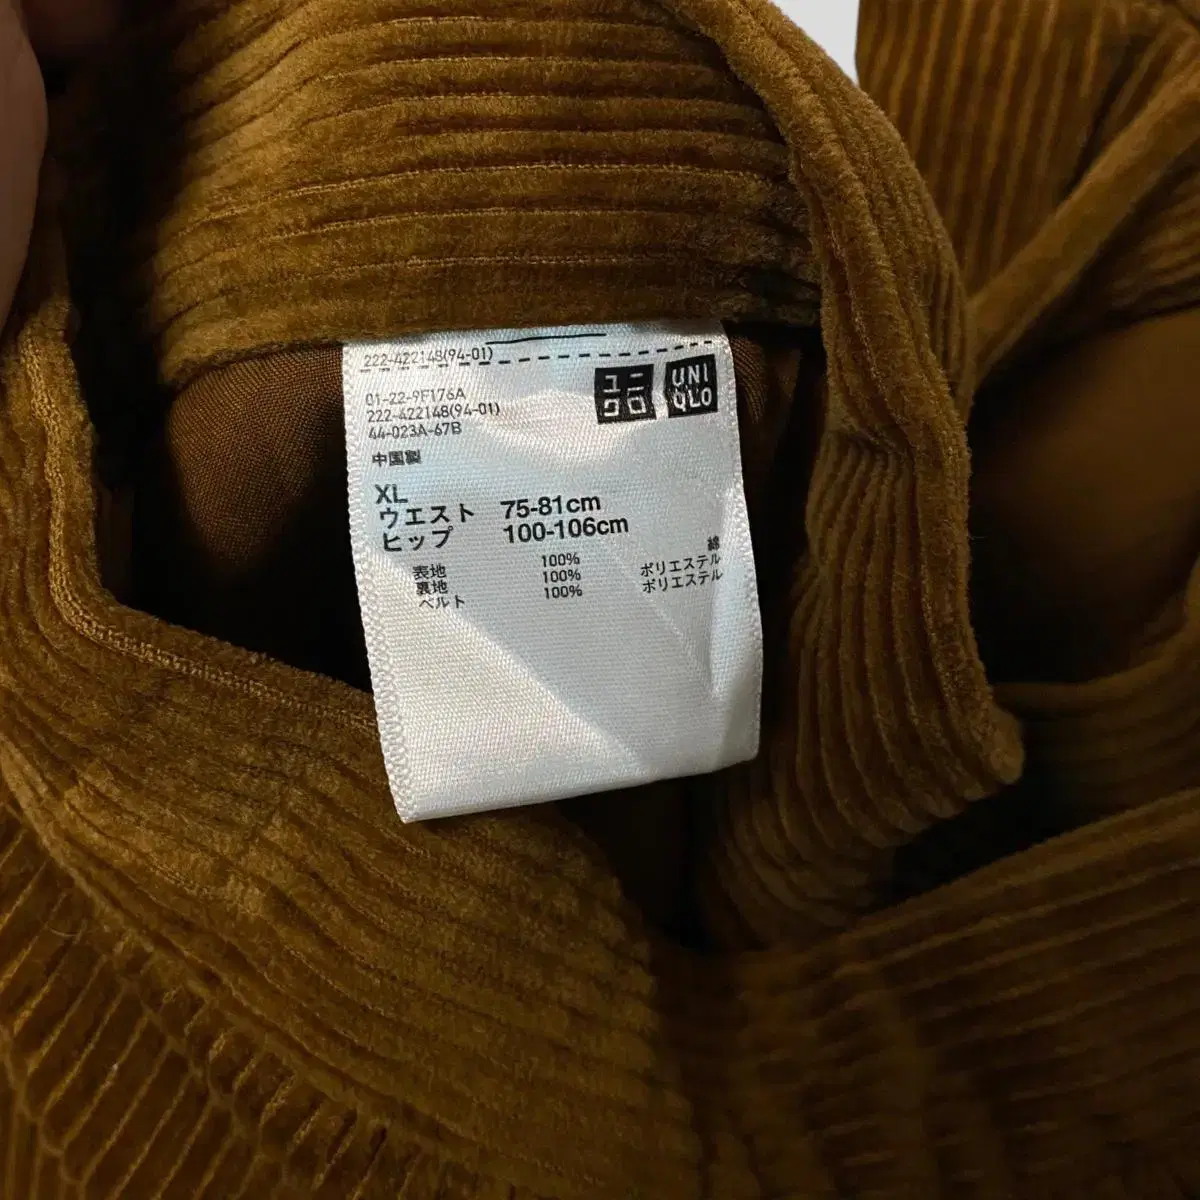 222-422148(94-01)
ユニ
クロ
UNI
QLO
01-22-9F176A
222-422148(94-01)
44-023A-67B
中国製
XL
ウエスト 75-81cm
ヒップ 100-106cm
表地 100% 綿
裏地 100% ポリエステル
ベルト 100% ポリエステル